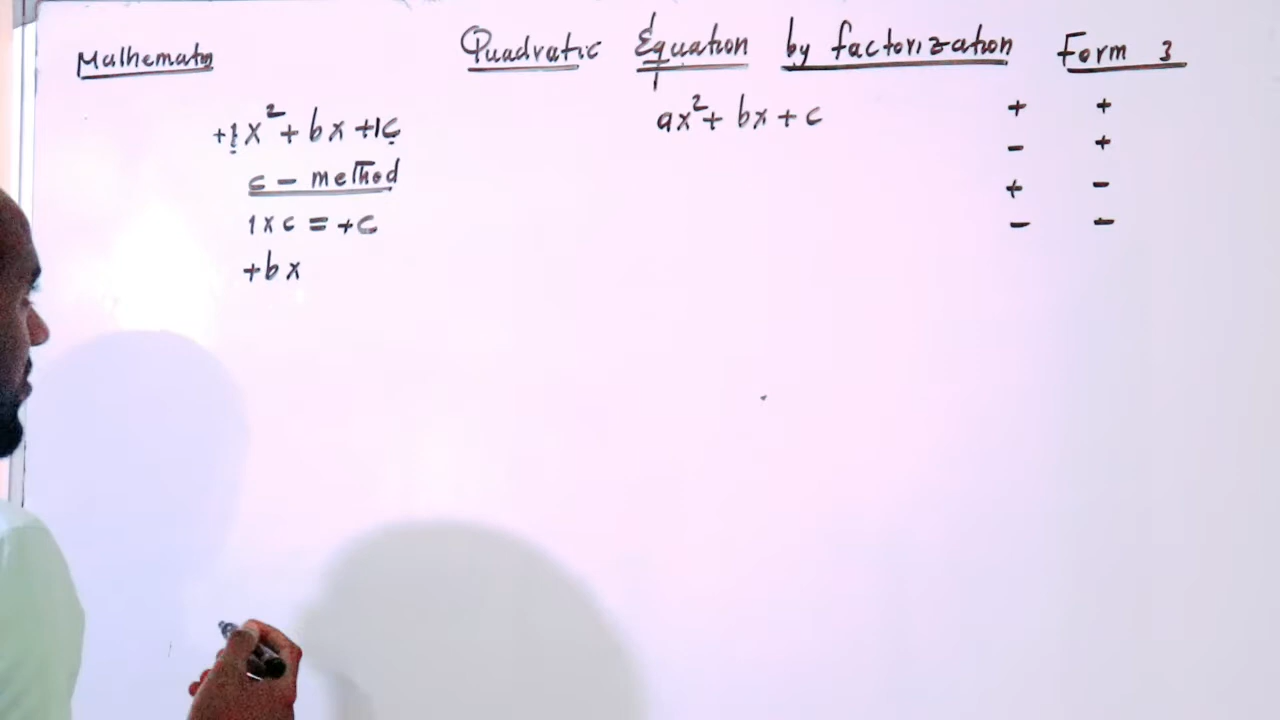 Mathematics
Quadratic Equation by factorization Form 3
+1x² + bx + 1c
c - method
1 x c = +c
+bx
ax² + bx + c
+ +
- +
+ -
- -